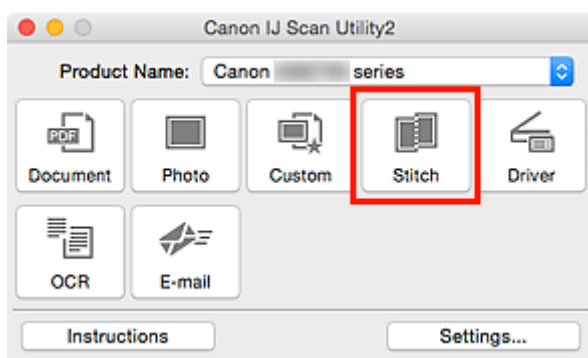 Canon IJ Scan Utility2
Product Name: Canon series
PDF
Document Photo Custom Stitch Driver
OCR E-mail
Instructions Settings...